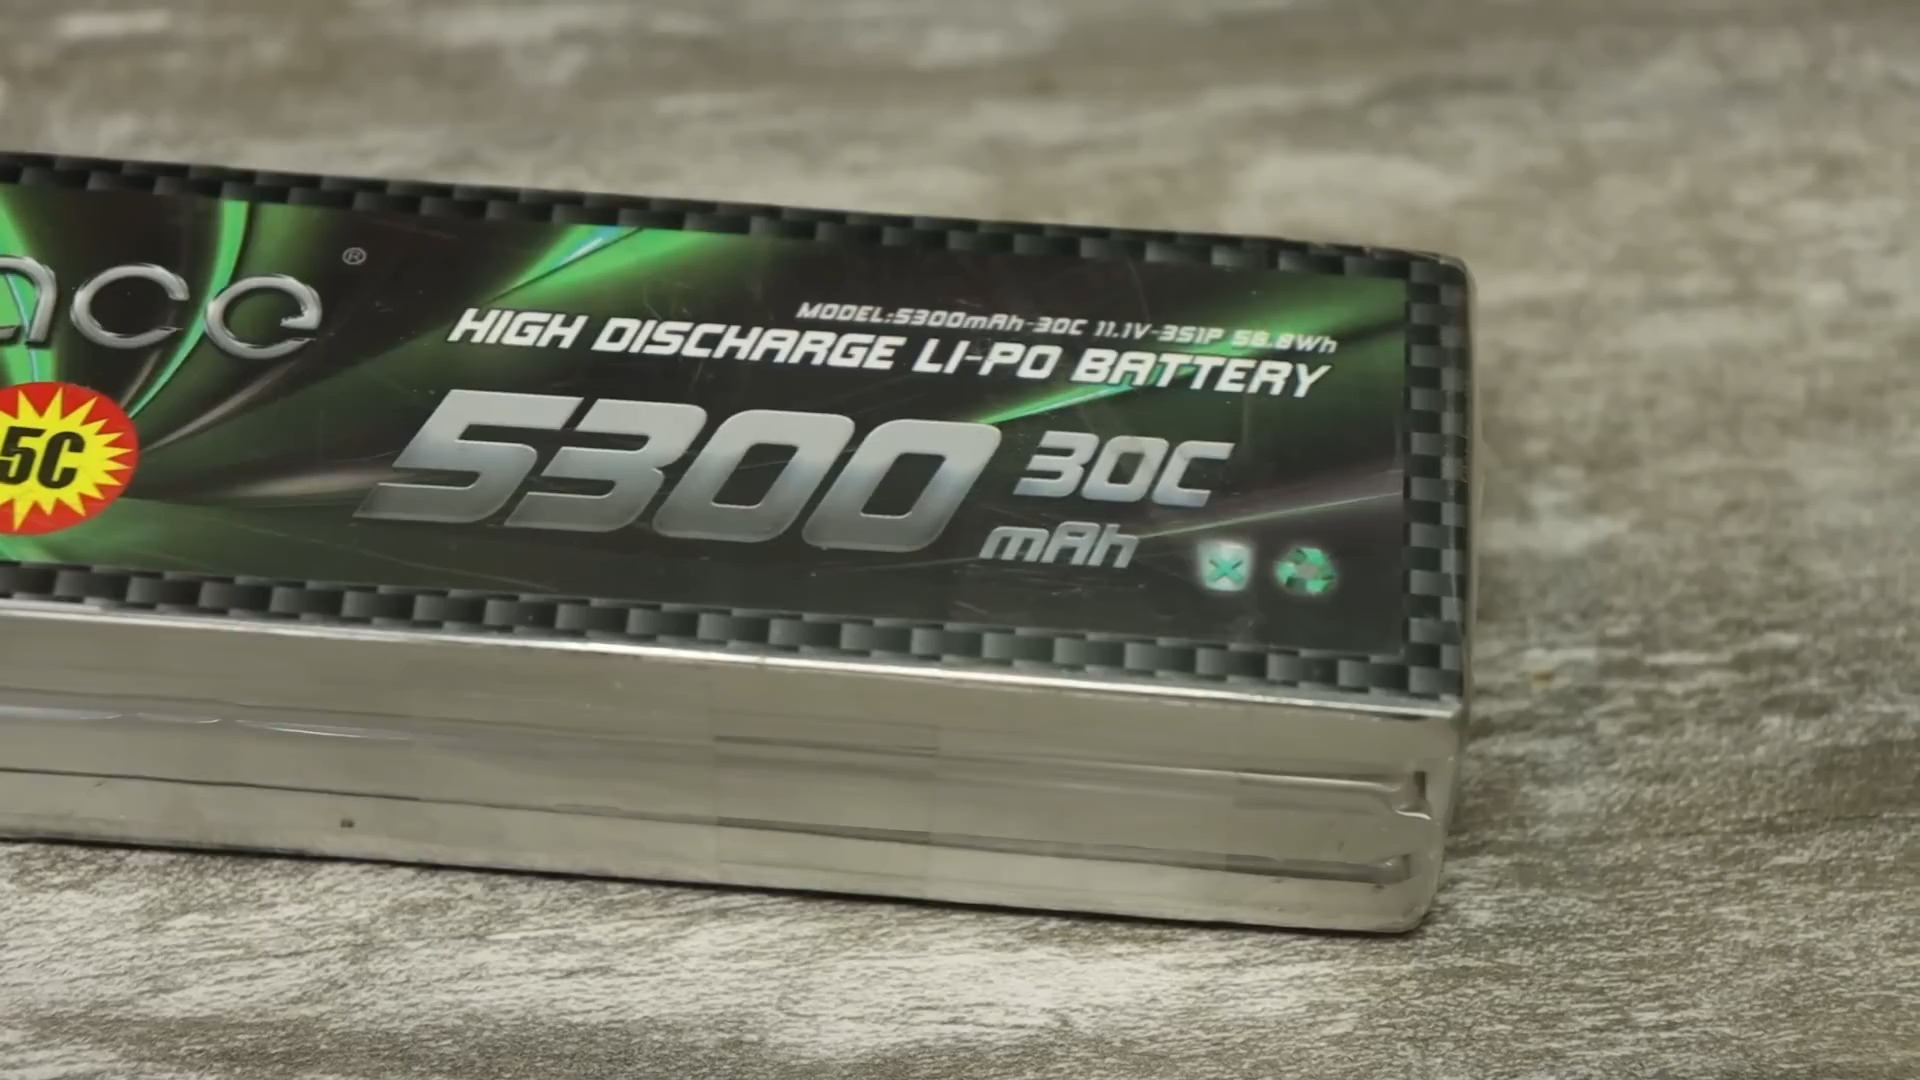 ace®
MODEL:5300mAh-30C 11.1V-3S1P 58.8Wh
HIGH DISCHARGE LI-PO BATTERY
5C
5300 30C
mAh